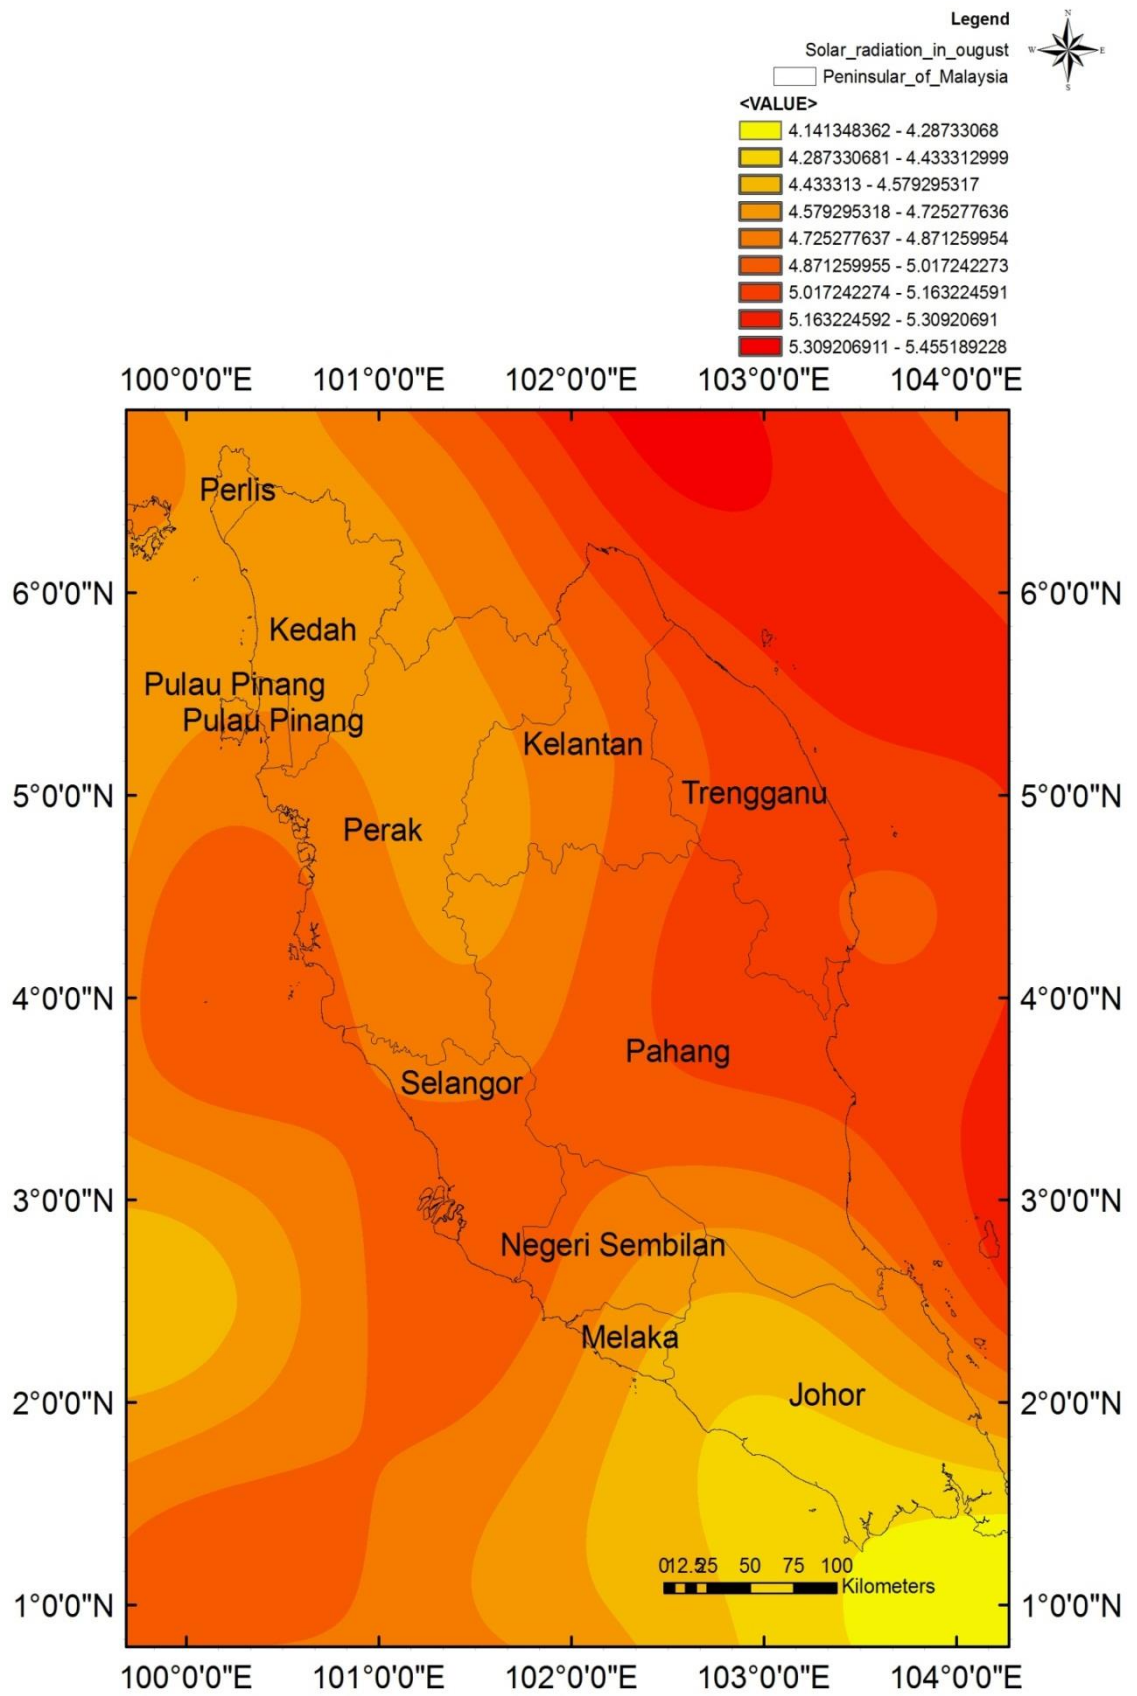 Legend
N
W E
S
Solar_radiation_in_ougust
Peninsular_of_Malaysia
<VALUE>
4.141348362 - 4.28733068
4.287330681 - 4.433312999
4.433313 - 4.579295317
4.579295318 - 4.725277636
4.725277637 - 4.871259954
4.871259955 - 5.017242273
5.017242274 - 5.163224591
5.163224592 - 5.30920691
5.309206911 - 5.455189228
100°0'0"E 101°0'0"E 102°0'0"E 103°0'0"E 104°0'0"E
Perlis
6°0'0"N 6°0'0"N
Kedah
Pulau Pinang
Pulau Pinang
Kelantan
5°0'0"N Trengganu 5°0'0"N
Perak
4°0'0"N 4°0'0"N
Pahang
Selangor
3°0'0"N 3°0'0"N
Negeri Sembilan
Melaka
2°0'0"N Johor 2°0'0"N
0 12.5 25 50 75 100
Kilometers
1°0'0"N 1°0'0"N
100°0'0"E 101°0'0"E 102°0'0"E 103°0'0"E 104°0'0"E